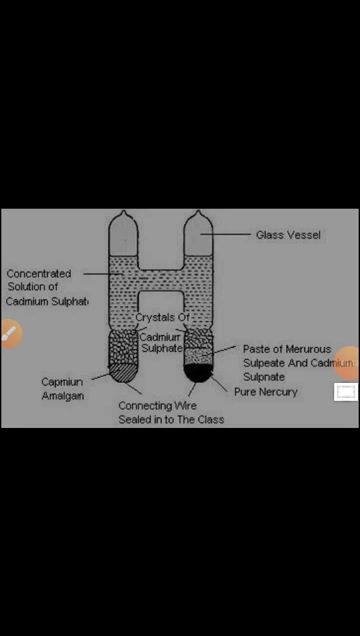 Glass Vessel
Concentrated
Solution of
Cadmium Sulphate
Crystals Of
Cadmium
Sulphate
Paste of Merurous
Sulpeate And Cadmium
Sulpnate
Capmiun
Amalgam
Pure Nercury
Connecting Wire
Sealed in to The Class